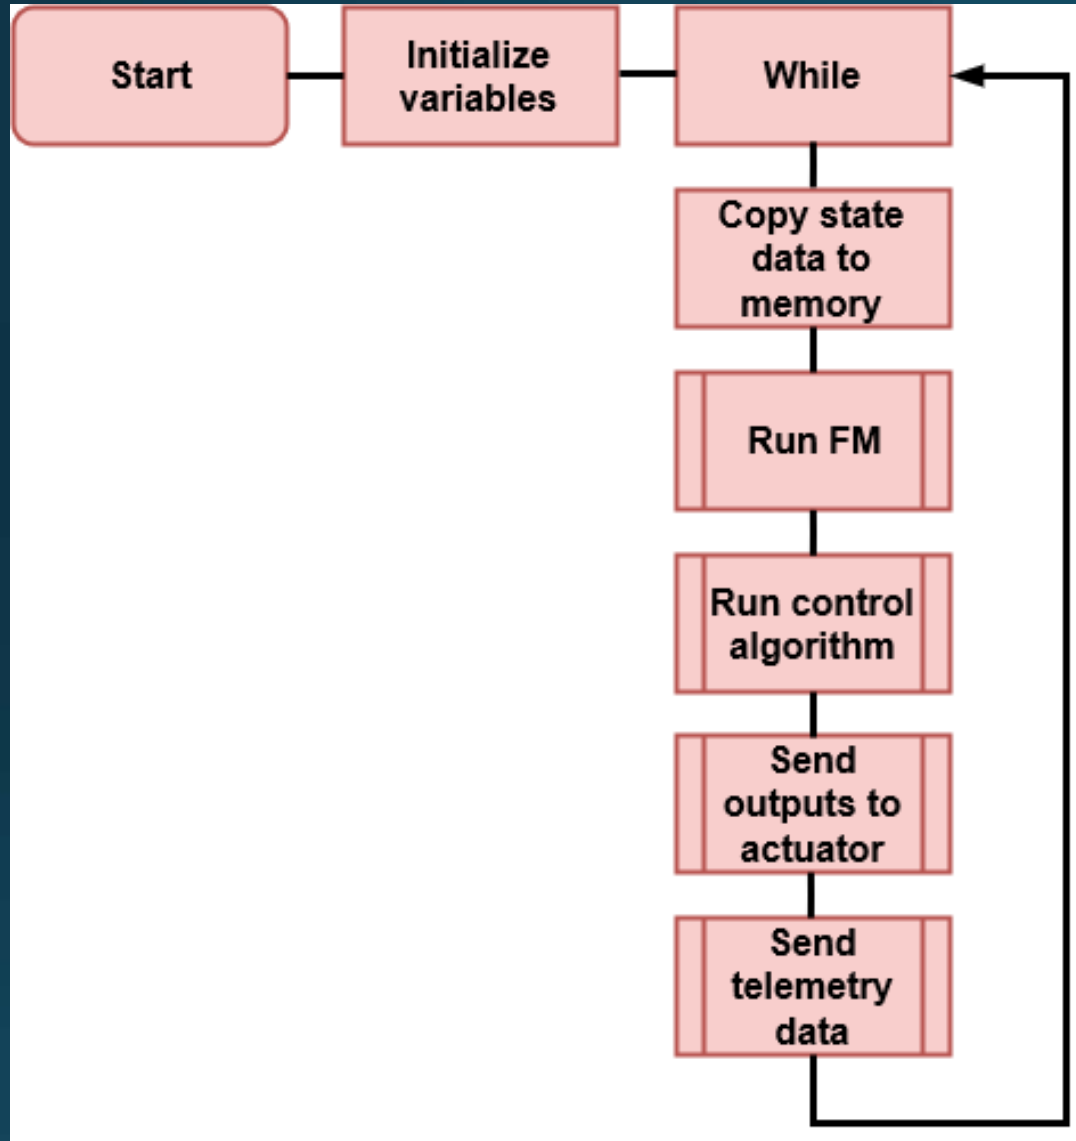 Start
Initialize
variables
While
Copy state
data to
memory
Run FM
Run control
algorithm
Send
outputs to
actuator
Send
telemetry
data